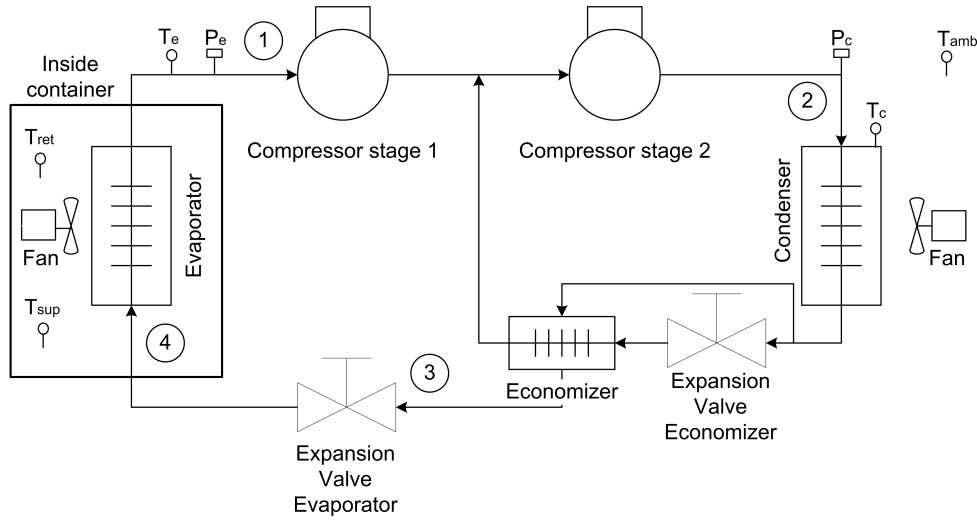 Te
Pe
1
Pc
Tamb
Inside
container
2
Tc
Tret
Compressor stage 1
Compressor stage 2
Evaporator
Condenser
Fan
Fan
Tsup
4
3
Economizer
Expansion
Valve
Economizer
Expansion
Valve
Evaporator